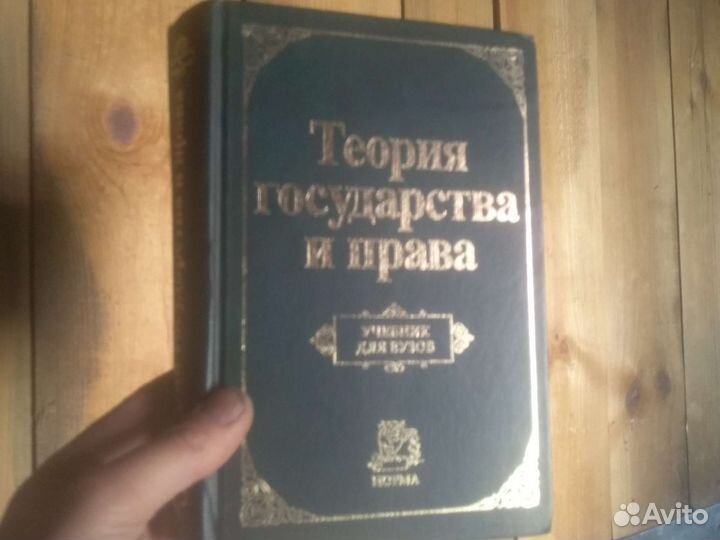 Теория
государства
и права
УЧЕБНИК
ДЛЯ ВУЗОВ
НОРМА
Avito